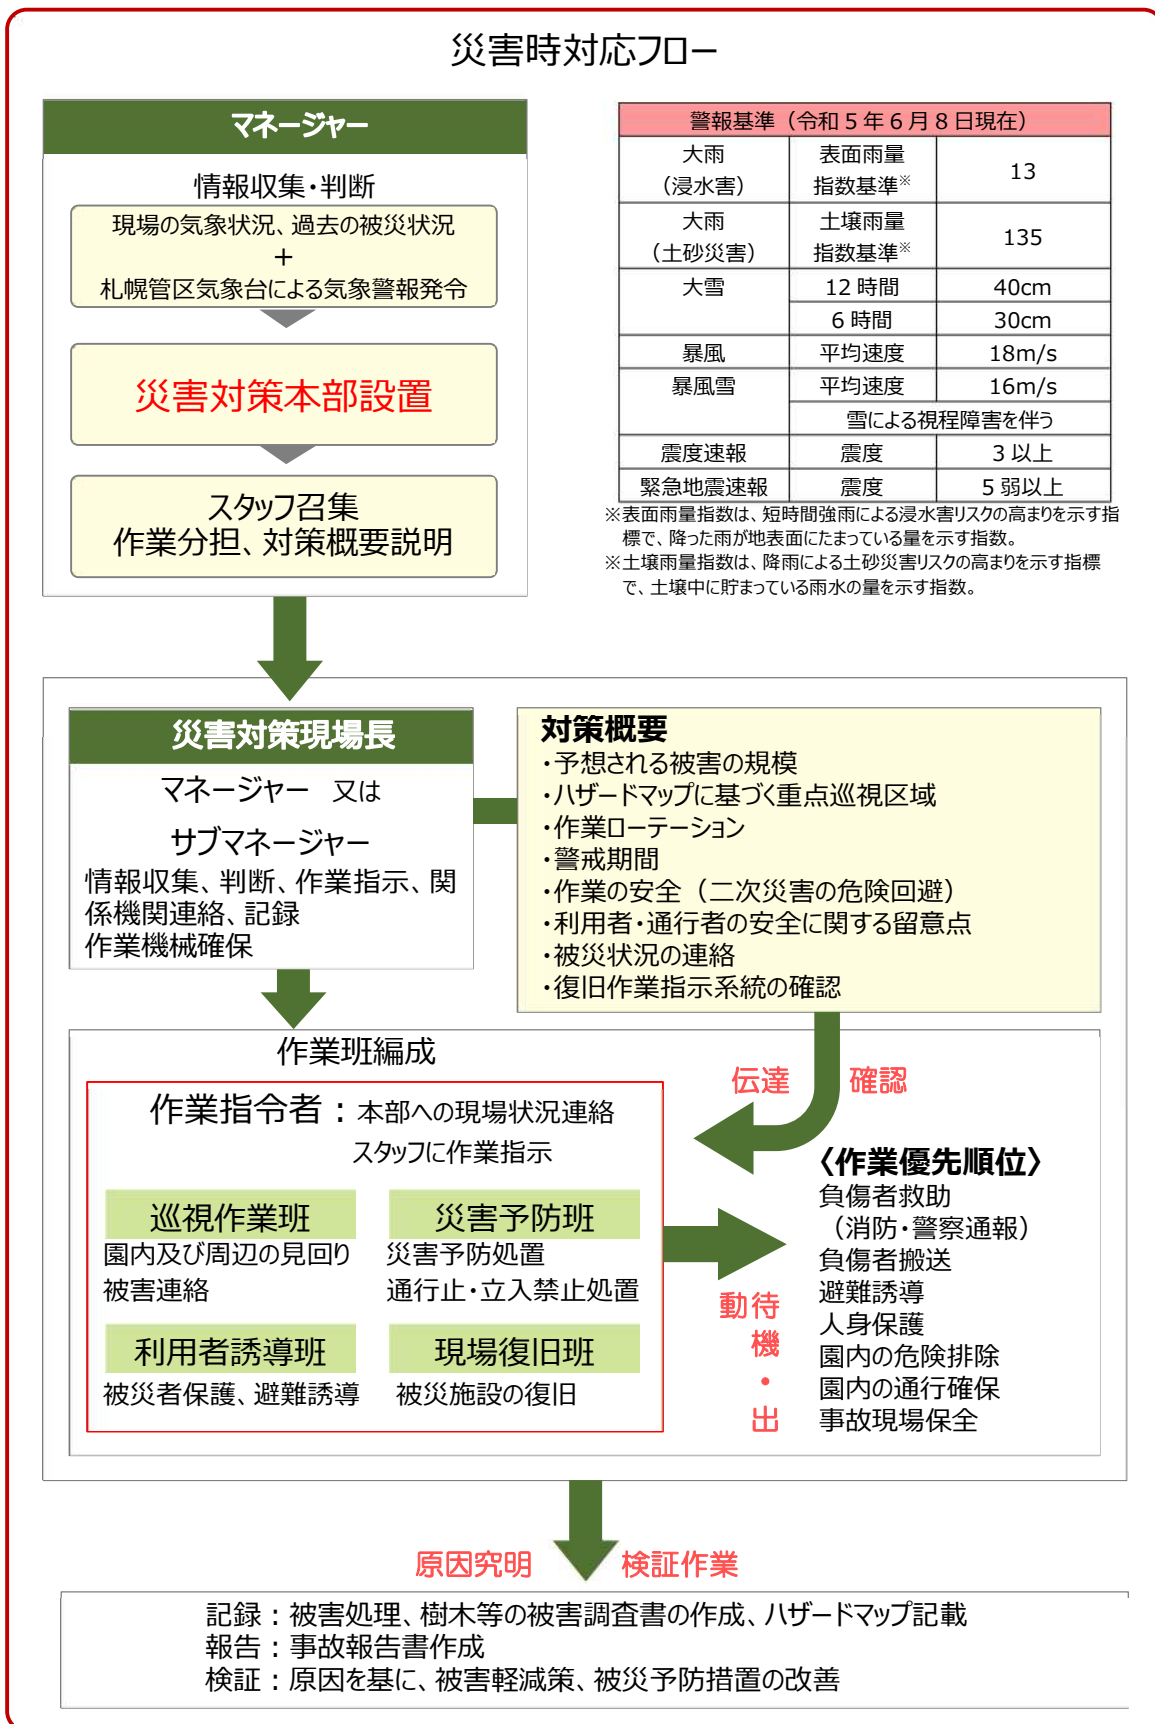 災害時対応フロー
マネージャー
情報収集・判断
現場の気象状況、過去の被災状況
+
札幌管区気象台による気象警報発令
災害対策本部設置
スタッフ召集
作業分担、対策概要説明
警報基準（令和5年6月8日現在）
大雨 表面雨量
（浸水害） 指数基準※ 13
大雨 土壌雨量
（土砂災害） 指数基準※ 135
大雪 12時間 40cm
6時間 30cm
暴風 平均速度 18m/s
暴風雪 平均速度 16m/s
雪による視程障害を伴う
震度速報 震度 3以上
緊急地震速報 震度 5弱以上
※表面雨量指数は、短時間強雨による浸水害リスクの高まりを示す指
標で、降った雨が地表面にたまっている量を示す指数。
※土壌雨量指数は、降雨による土砂災害リスクの高まりを示す指標
で、土壌中に貯まっている雨水の量を示す指数。
災害対策現場長
マネージャー 又は
サブマネージャー
情報収集、判断、作業指示、関
係機関連絡、記録
作業機械確保
対策概要
・予想される被害の規模
・ハザードマップに基づく重点巡視区域
・作業ローテーション
・警戒期間
・作業の安全（二次災害の危険回避）
・利用者・通行者の安全に関する留意点
・被災状況の連絡
・復旧作業指示系統の確認
伝達 確認
作業班編成
作業指令者：本部への現場状況連絡
スタッフに作業指示
巡視作業班
園内及び周辺の見回り
被害連絡
災害予防班
災害予防処置
通行止・立入禁止処置
利用者誘導班
被災者保護、避難誘導
現場復旧班
被災施設の復旧
待機・出動
〈作業優先順位〉
負傷者救助
（消防・警察通報）
負傷者搬送
避難誘導
人身保護
園内の危険排除
園内の通行確保
事故現場保全
原因究明 検証作業
記録：被害処理、樹木等の被害調査書の作成、ハザードマップ記載
報告：事故報告書作成
検証：原因を基に、被害軽減策、被災予防措置の改善